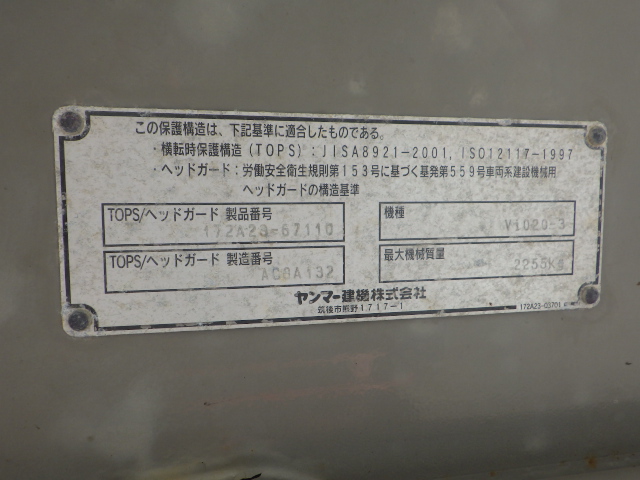 この保護構造は、下記基準に適合したものである。
・横転時保護構造(TOPS):JISA8921-2001, ISO12117-1997
・ヘッドガード:労働安全衛生規則第153号に基づく基発第559号車両系建設機械用
ヘッドガードの構造基準
TOPS/ヘッドガード 製品番号 172A23-67110
機種 ViO20-3
TOPS/ヘッドガード 製造番号 AC8A132
最大機械質量 2255Kg
ヤンマー建機株式会社
筑後市熊野1717-1
172A23-03701